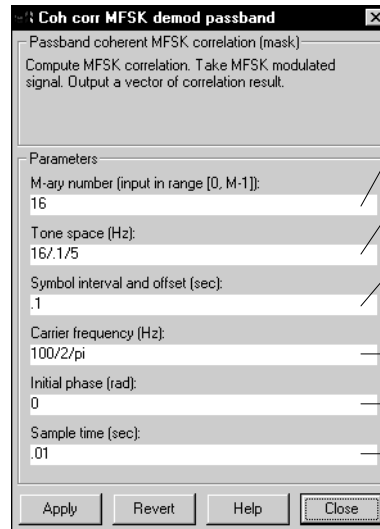 Coh corr MFSK demod passband
Passband coherent MFSK correlation (mask)
Compute MFSK correlation. Take MFSK modulated
signal. Output a vector of correlation result.
Parameters
M-ary number (input in range [0, M-1]):
16
Tone space (Hz):
16/.1/5
Symbol interval and offset (sec):
.1
Carrier frequency (Hz):
100/2/pi
Initial phase (rad):
0
Sample time (sec):
.01
Apply Revert Help Close